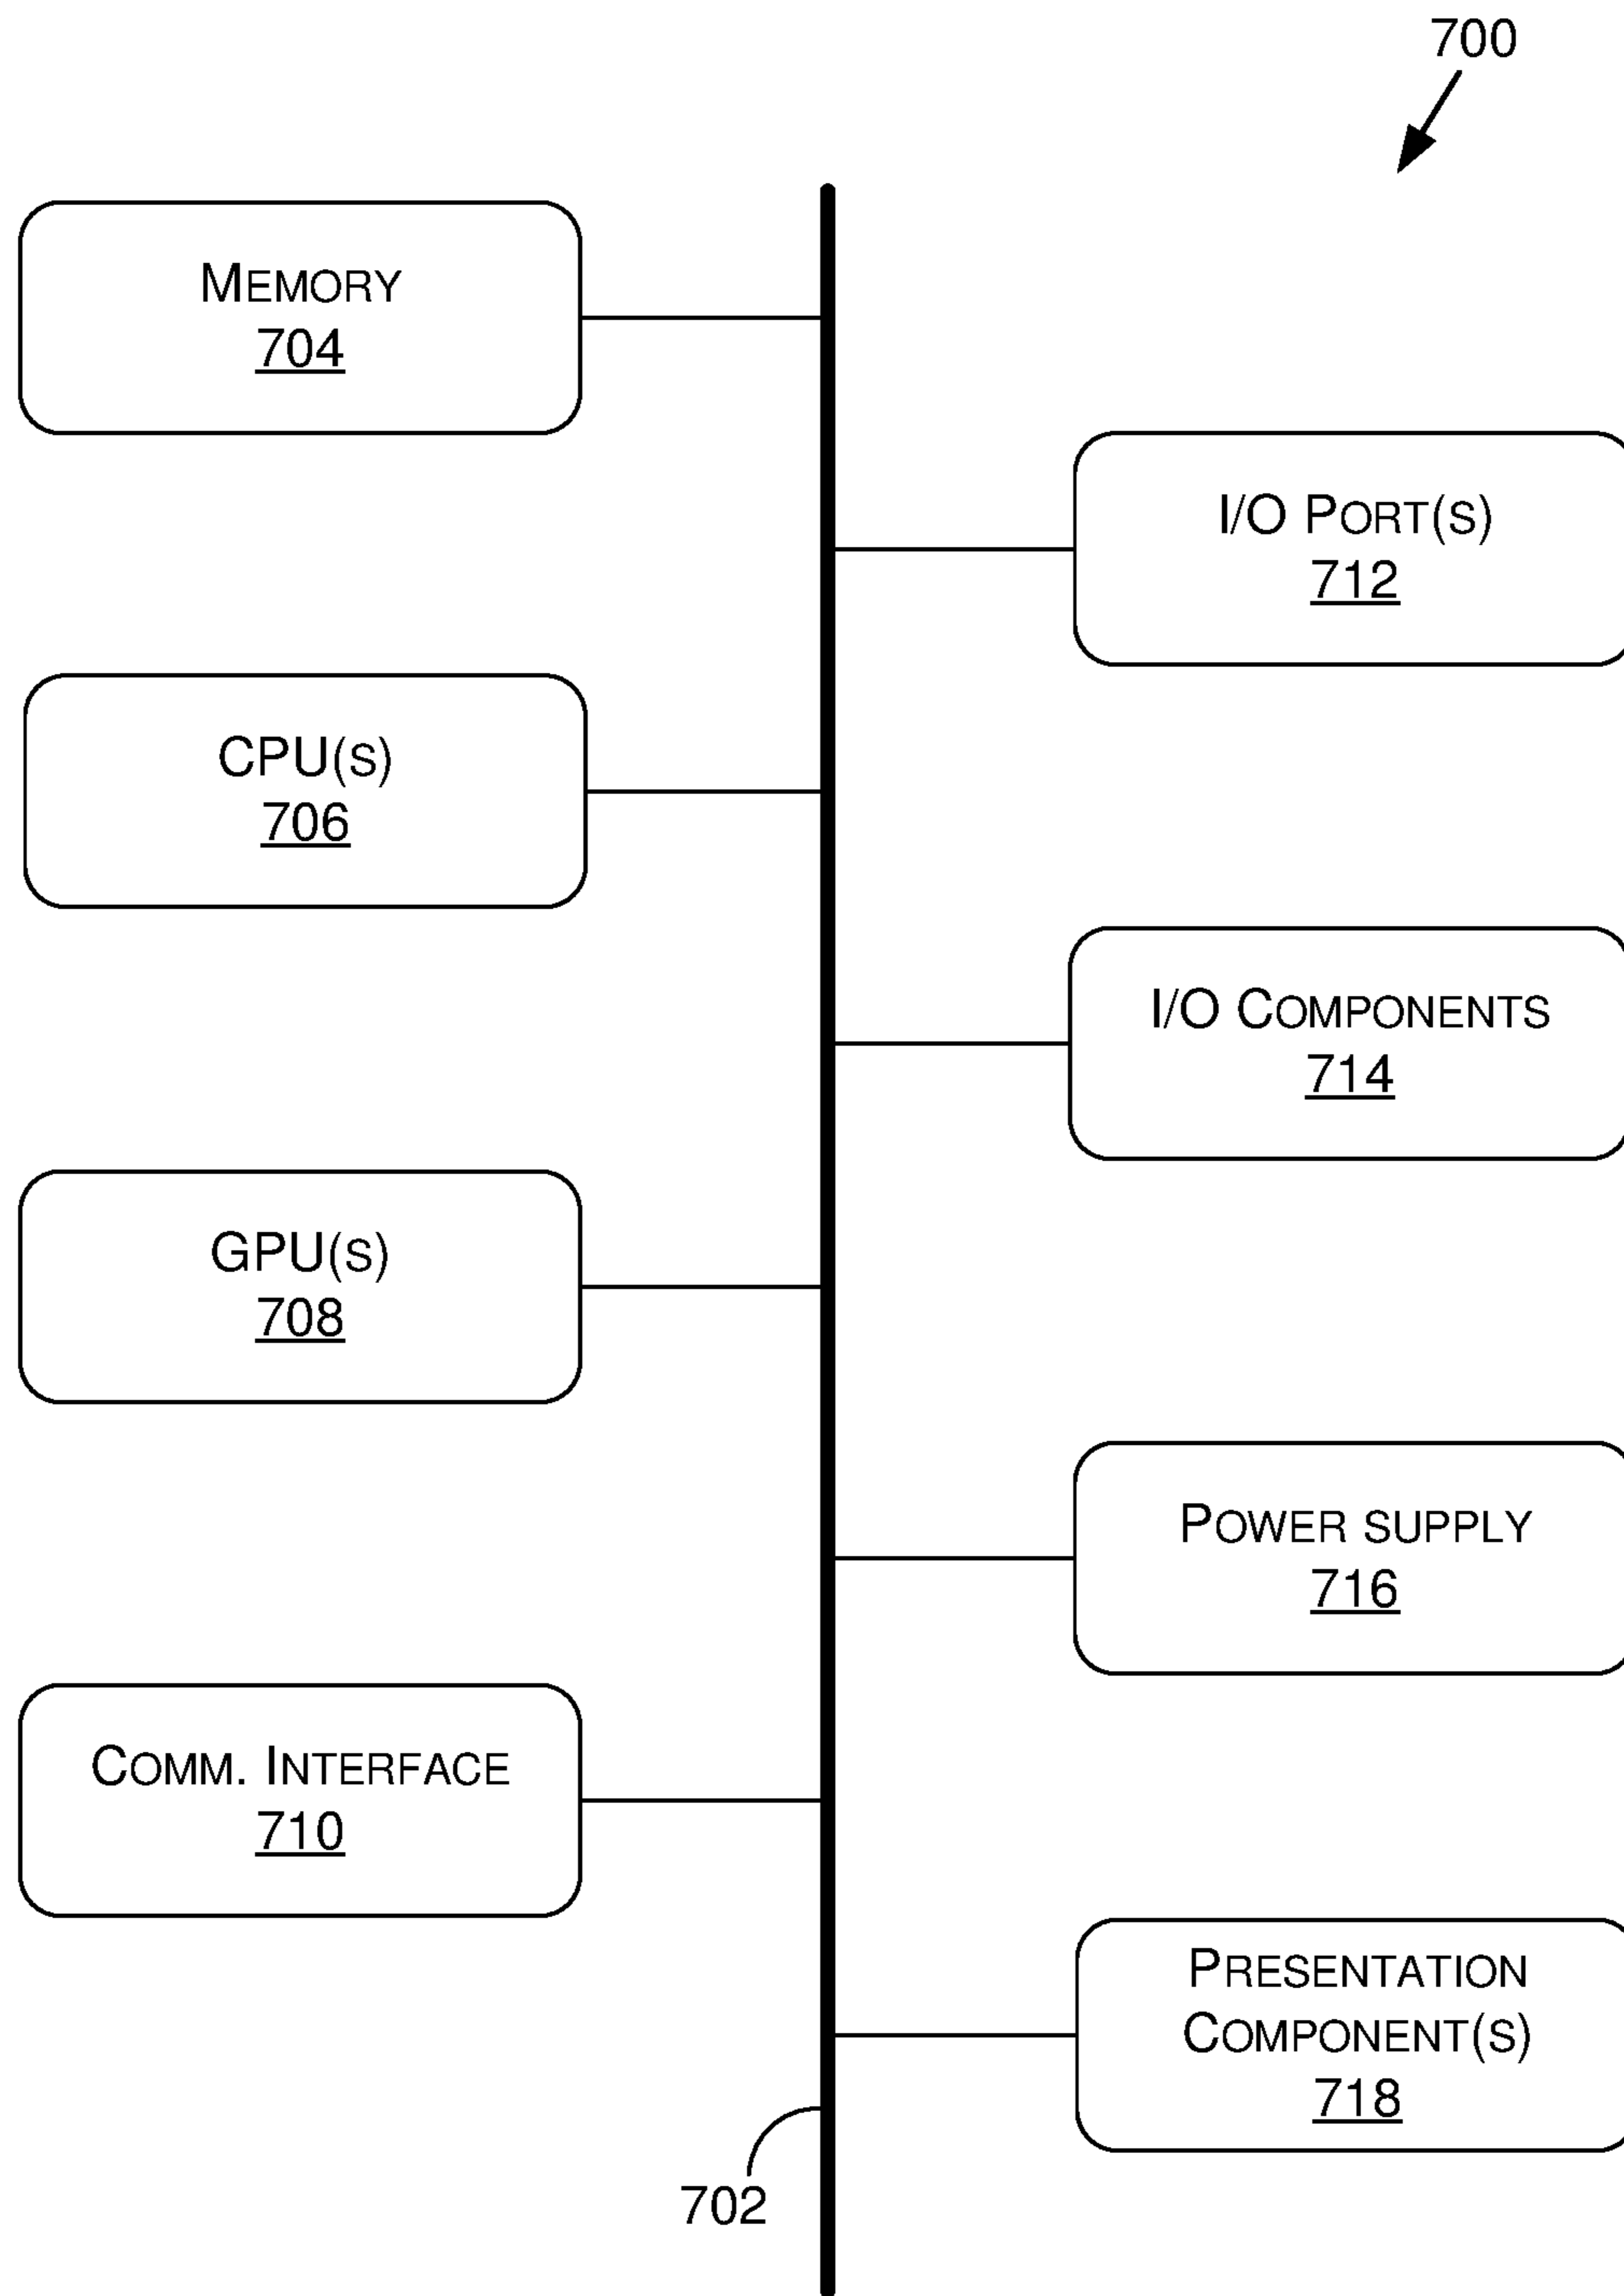 700
MEMORY
704
I/O PORT(S)
712
CPU(S)
706
I/O COMPONENTS
714
GPU(S)
708
POWER SUPPLY
716
COMM. INTERFACE
710
PRESENTATION
COMPONENT(S)
718
702